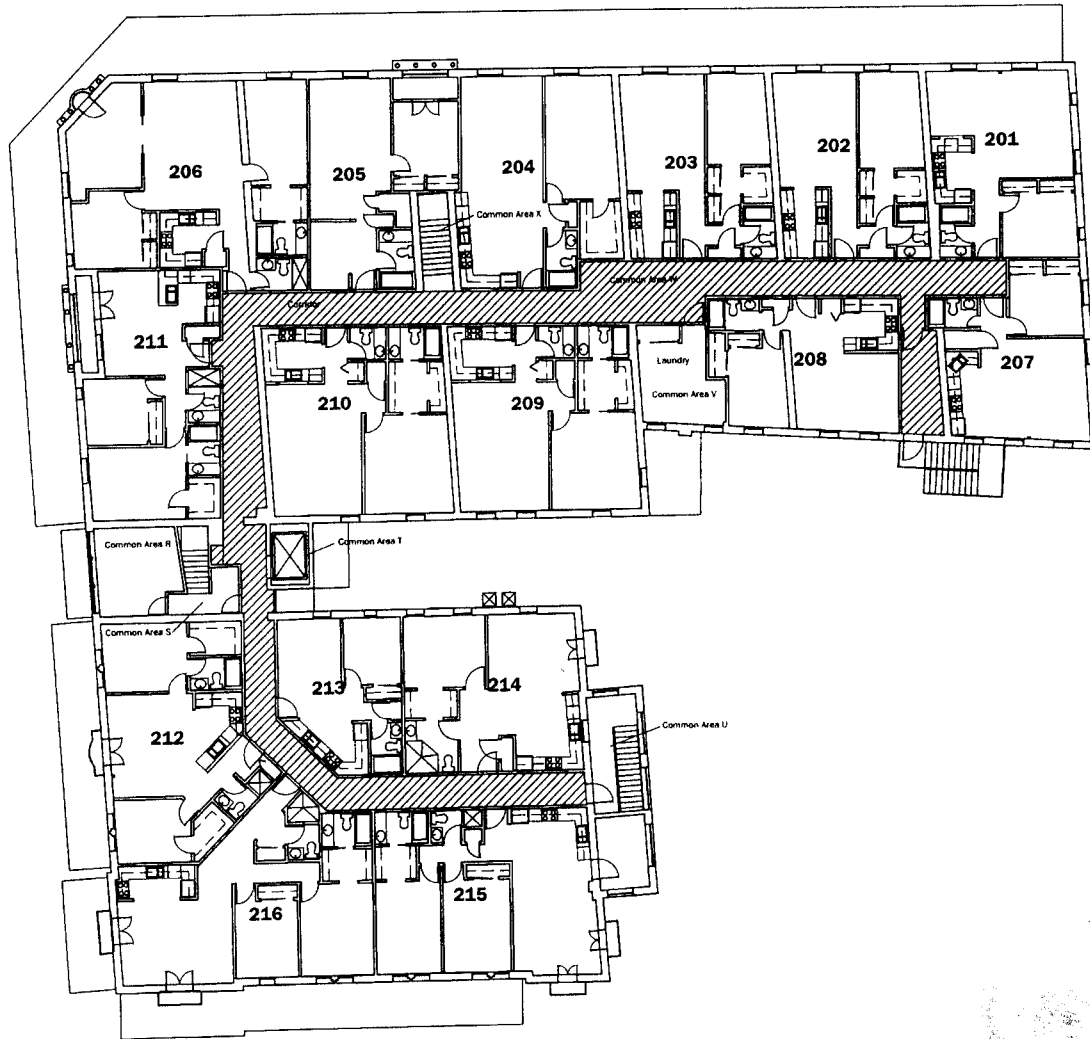 206
205
204
203
202
201
Common Area X
Common Area W
Corridor
211
210
209
Laundry
Common Area V
208
207
Common Area R
Common Area T
Common Area S
213
214
212
Common Area U
216
215